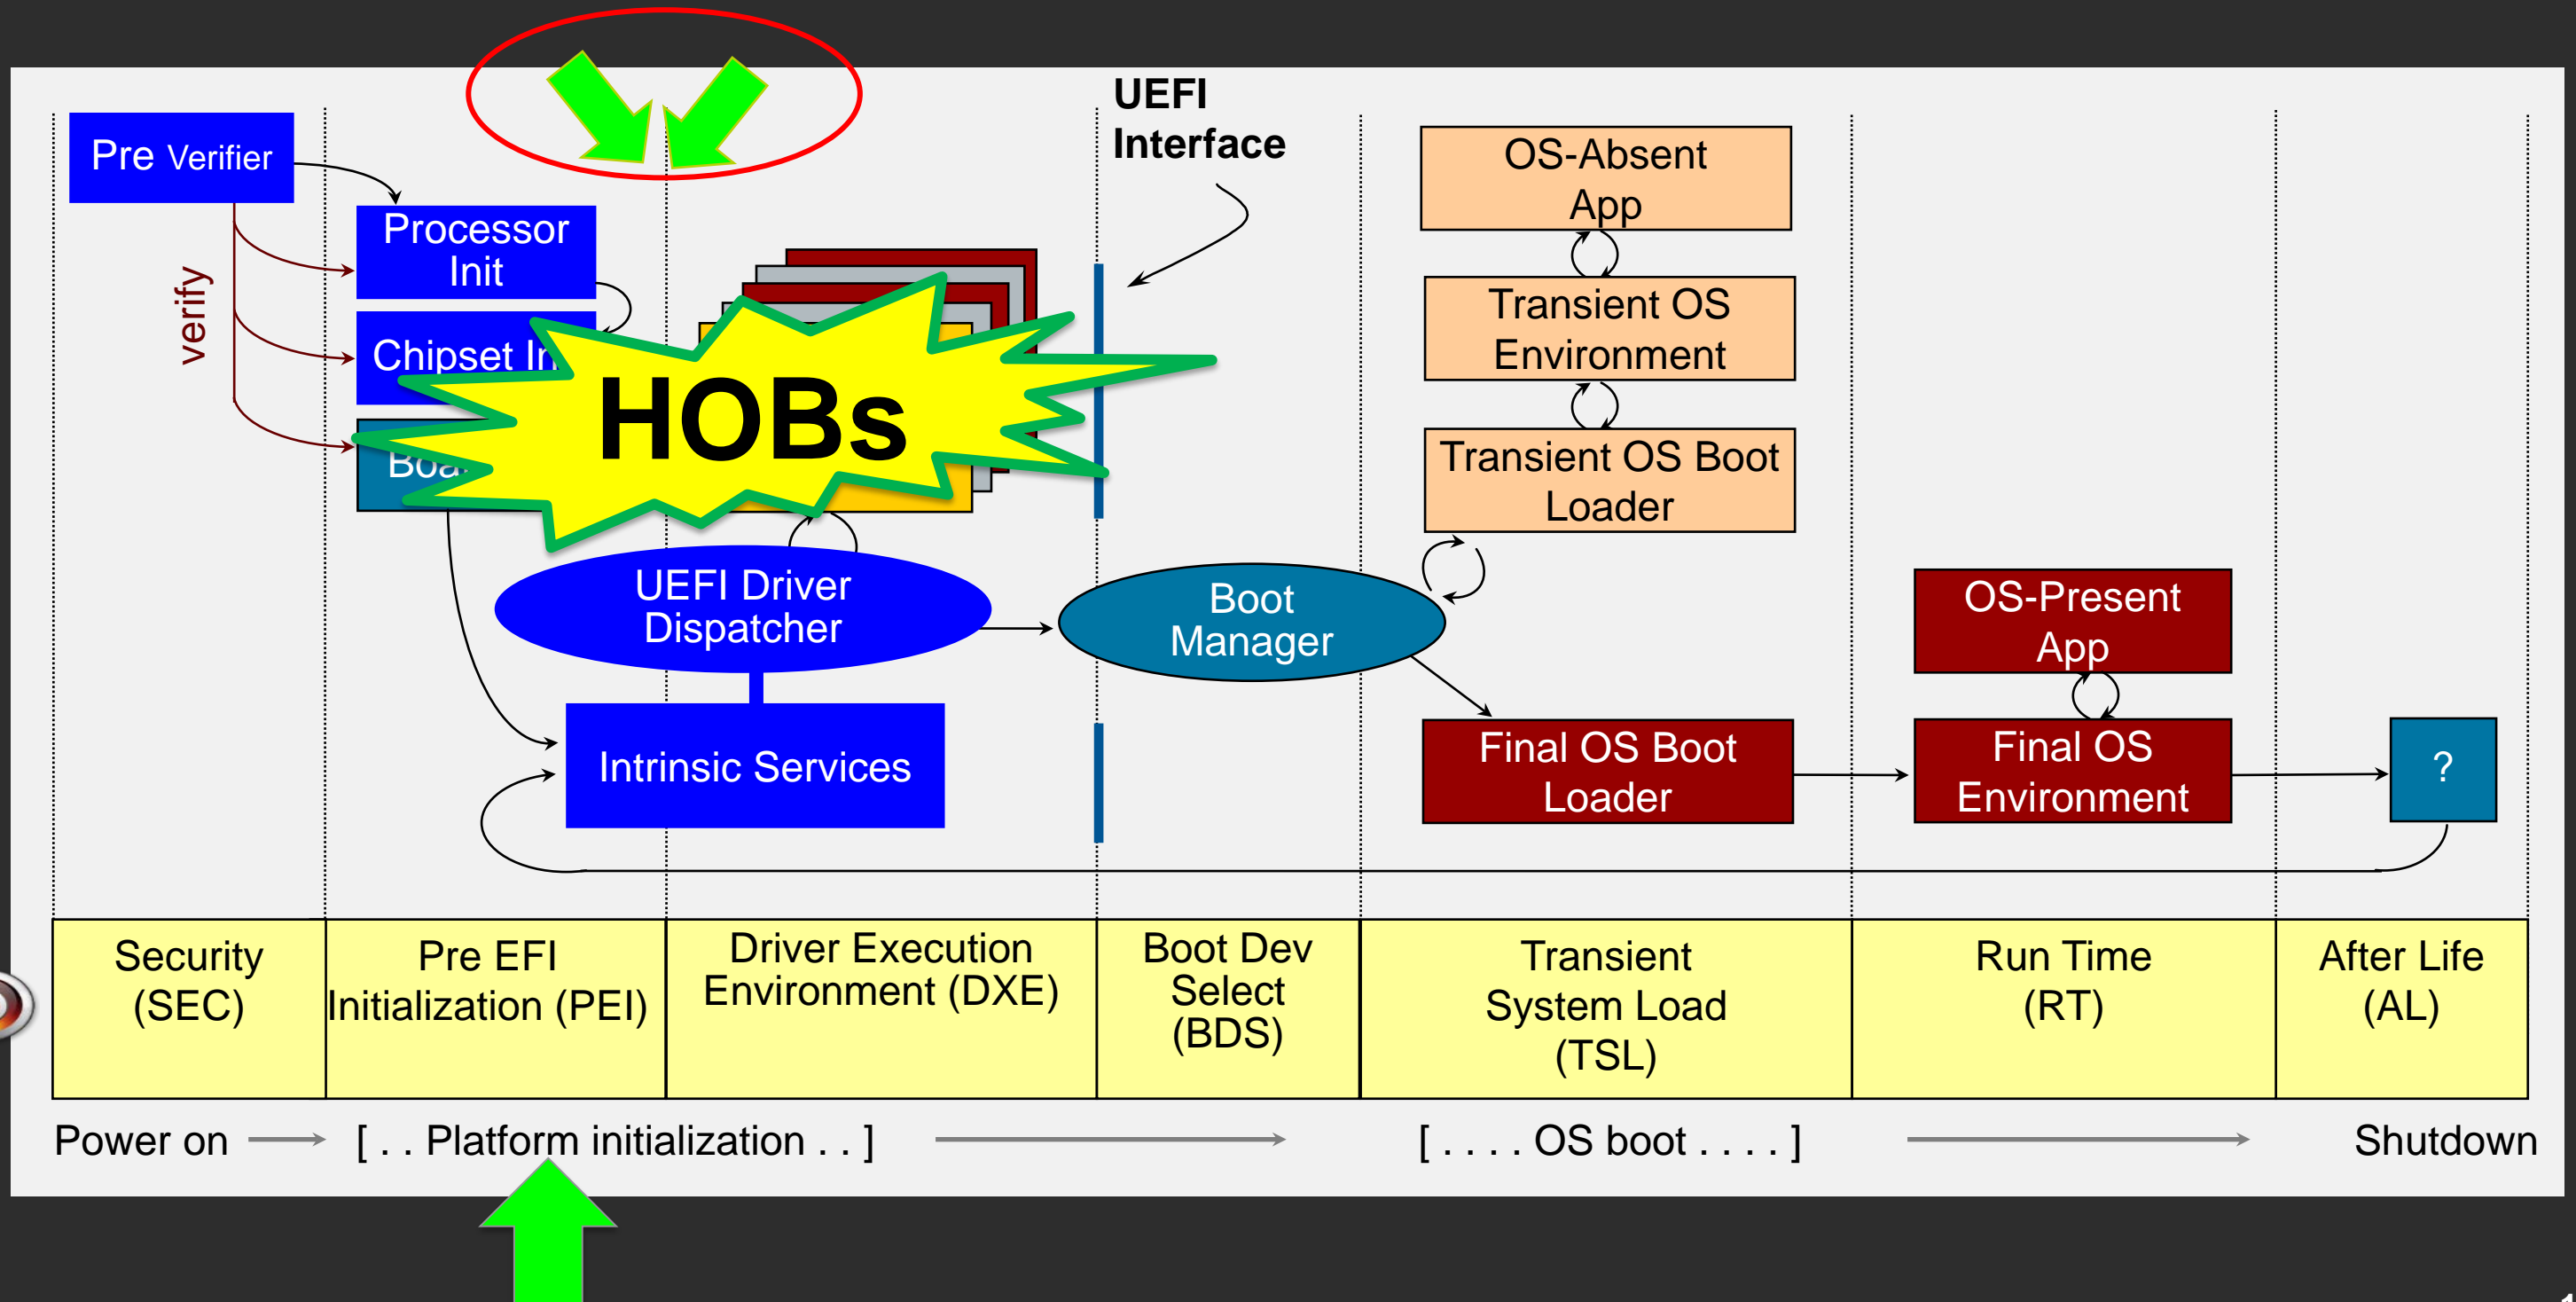 UEFI
Interface
Pre Verifier
verify
Processor
Init
Chipset
HOBs
UEFI Driver
Dispatcher
Intrinsic Services
Boot
Manager
OS-Absent
App
Transient OS
Environment
Transient OS Boot
Loader
Final OS Boot
Loader
OS-Present
App
Final OS
Environment
?
Security
(SEC)
Pre EFI
Initialization (PEI)
Driver Execution
Environment (DXE)
Boot Dev
Select
(BDS)
Transient
System Load
(TSL)
Run Time
(RT)
After Life
(AL)
Power on
[ . . Platform initialization . . ]
[ . . . . OS boot . . . . ]
Shutdown